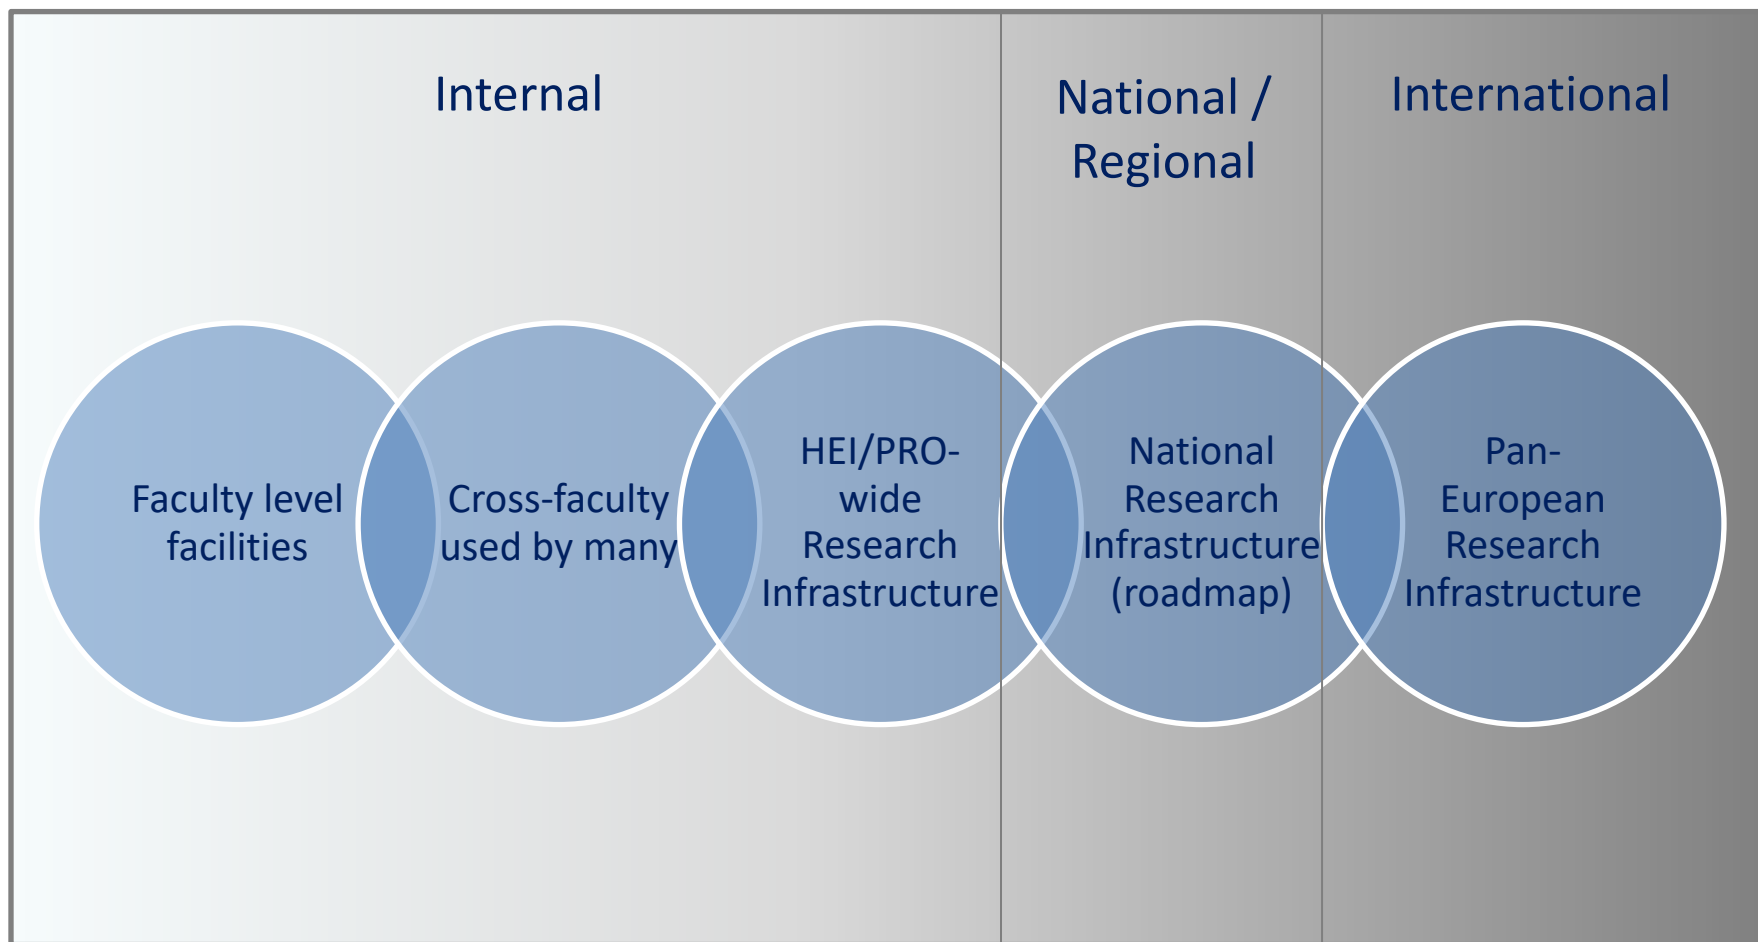 Internal
National /
Regional
International
Faculty level
facilities
Cross-faculty
used by many
HEI/PRO-
wide
Research
Infrastructure
National
Research
Infrastructure
(roadmap)
Pan-
European
Research
Infrastructure